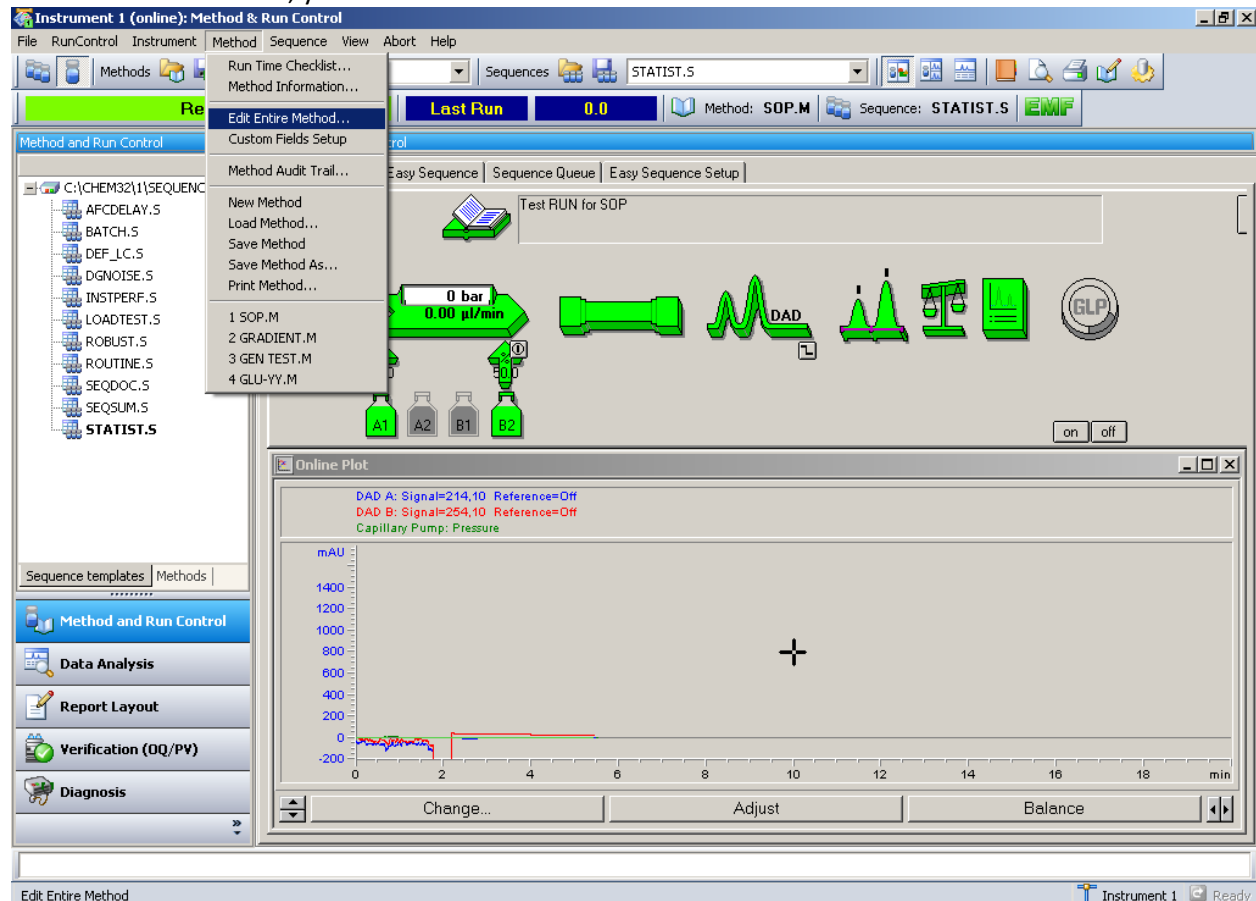 Instrument 1 (online): Method & Run Control
File RunControl Instrument Method Sequence View Abort Help
Methods Sequences STATIST.S
Run Time Checklist...
Method Information...
Edit Entire Method...
Custom Fields Setup
Method Audit Trail...
New Method
Load Method...
Save Method
Save Method As...
Print Method...
1 SOP.M
2 GRADIENT.M
3 GEN TEST.M
4 GLU-YY.M
Re Last Run 0.0 Method: SOP.M Sequence: STATIST.S EMF
Method and Run Control rol
Easy Sequence Sequence Queue Easy Sequence Setup
C:\CHEM32\1\SEQUENC
AFCDELAY.S
BATCH.S
DEF_LC.S
DGNOISE.S
INSTPERF.S
LOADTEST.S
ROBUST.S
ROUTINE.S
SEQDOC.S
SEQSUM.S
STATIST.S
Sequence templates Methods
Method and Run Control
Data Analysis
Report Layout
Verification (OQ/PV)
Diagnosis
Test RUN for SOP
0 bar
0.00 µl/min
DAD
GLP
A1 A2 B1 B2
on off
Online Plot
DAD A: Signal=214,10 Reference=Off
DAD B: Signal=254,10 Reference=Off
Capillary Pump: Pressure
mAU
1400
1200
1000
800
600
400
200
0
-200
0 2 4 6 8 10 12 14 16 18 min
Change... Adjust Balance
Edit Entire Method Instrument 1 Ready